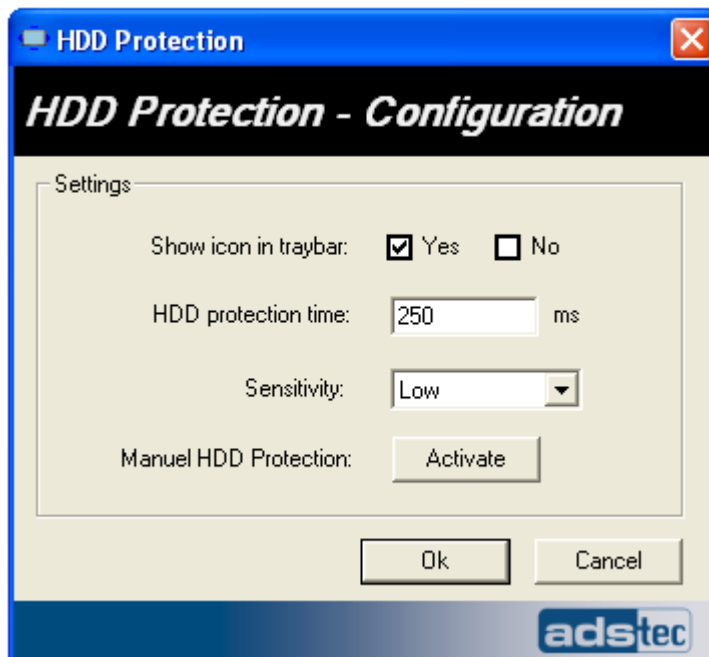 HDD Protection
HDD Protection - Configuration
Settings
Show icon in traybar: Yes No
HDD protection time: 250 ms
Sensitivity: Low
Manuel HDD Protection: Activate
Ok Cancel
adstec